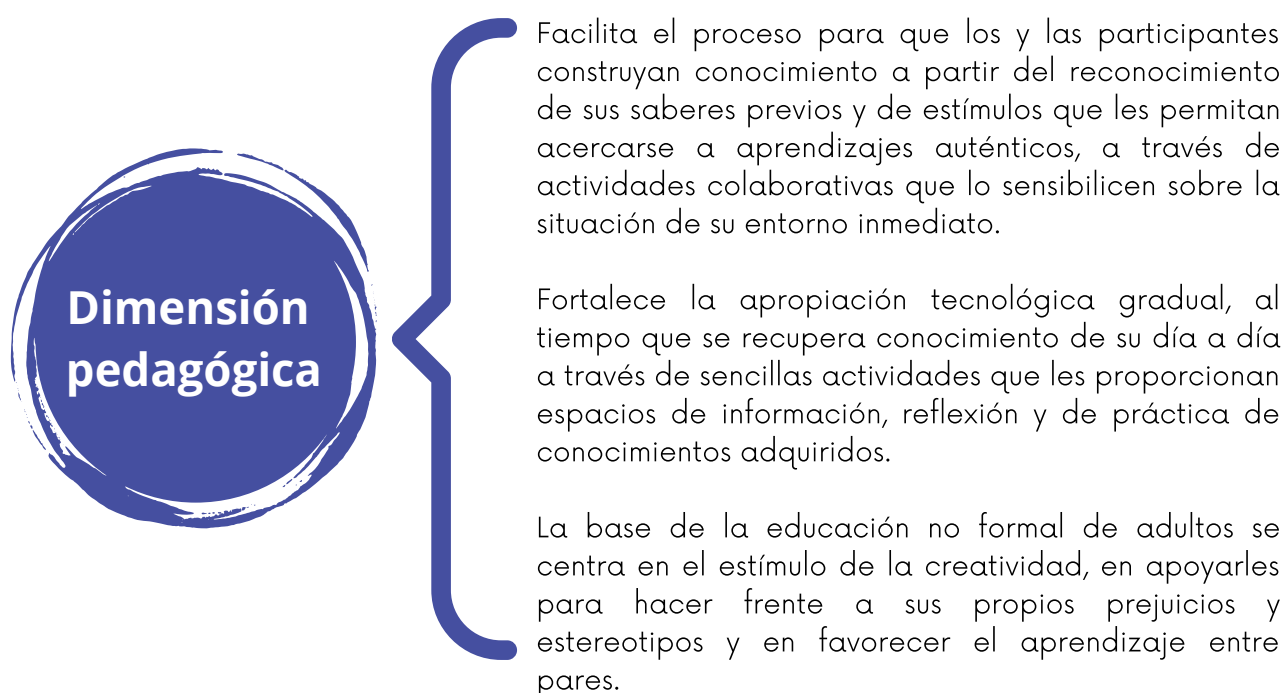 Dimensión
pedagógica
Facilita el proceso para que los y las participantes
construyan conocimiento a partir del reconocimiento
de sus saberes previos y de estímulos que les permitan
acercarse a aprendizajes auténticos, a través de
actividades colaborativas que lo sensibilicen sobre la
situación de su entorno inmediato.
Fortalece la apropiación tecnológica gradual, al
tiempo que se recupera conocimiento de su día a día
a través de sencillas actividades que les proporcionan
espacios de información, reflexión y de práctica de
conocimientos adquiridos.
La base de la educación no formal de adultos se
centra en el estímulo de la creatividad, en apoyarles
para hacer frente a sus propios prejuicios y
estereotipos y en favorecer el aprendizaje entre
pares.